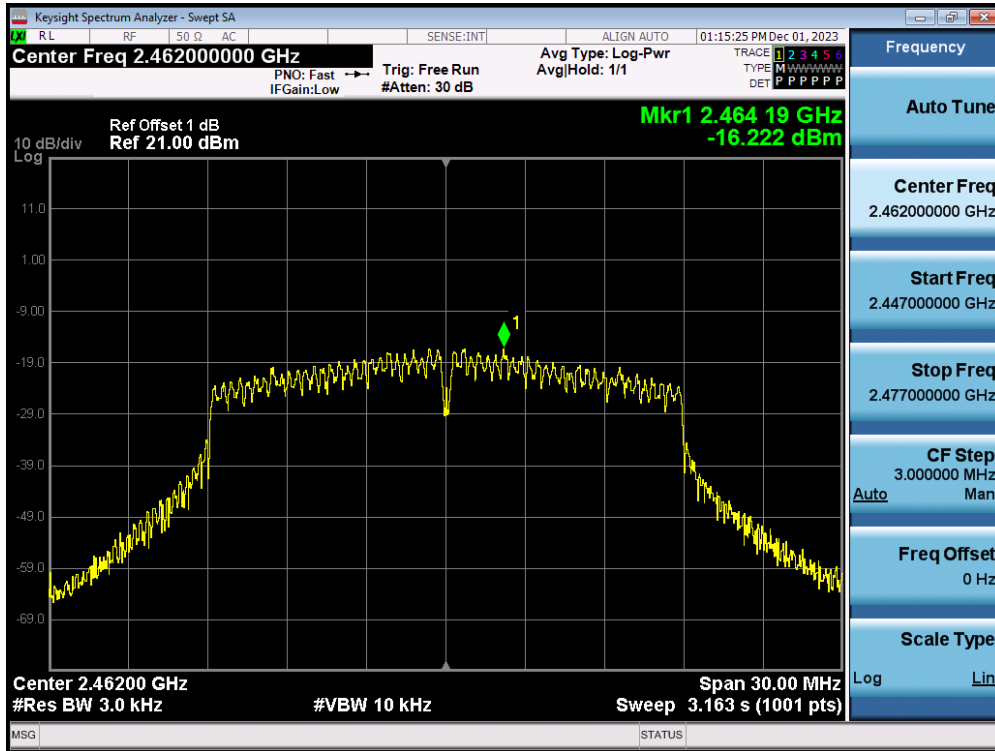 Keysight Spectrum Analyzer - Swept SA
LXI RL RF 50 Ω AC SENSE:INT ALIGN AUTO 01:15:25 PM Dec 01, 2023
Center Freq 2.462000000 GHz
PNO: Fast
IFGain:Low
Trig: Free Run
#Atten: 30 dB
Avg Type: Log-Pwr
Avg|Hold: 1/1
TRACE 1 2 3 4 5 6
TYPE M W W W W W
DET P P P P P P
Mkr1 2.464 19 GHz
-16.222 dBm
10 dB/div
Log
Ref Offset 1 dB
Ref 21.00 dBm
11.0
1.00
-9.00
-19.0
-29.0
-39.0
-49.0
-59.0
-69.0
1
Center 2.46200 GHz
#Res BW 3.0 kHz
#VBW 10 kHz
Span 30.00 MHz
Sweep 3.163 s (1001 pts)
MSG
STATUS
Frequency
Auto Tune
Center Freq
2.462000000 GHz
Start Freq
2.447000000 GHz
Stop Freq
2.477000000 GHz
CF Step
3.000000 MHz
Auto Man
Freq Offset
0 Hz
Scale Type
Log Lin